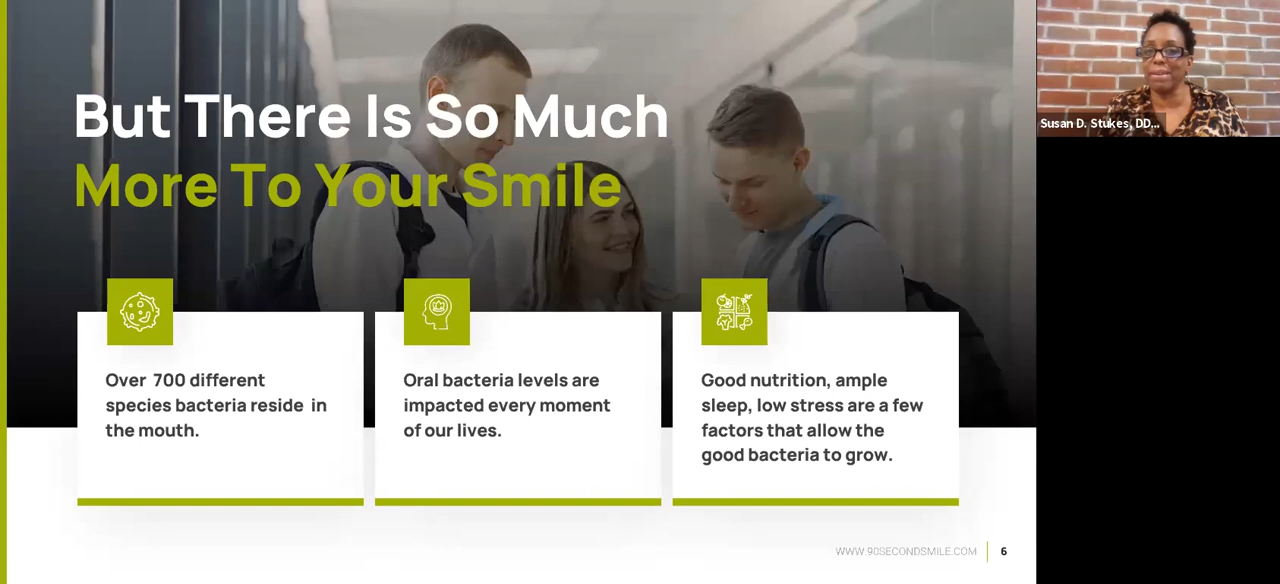 But There Is So Much
More To Your Smile
Over 700 different
species bacteria reside in
the mouth.
Oral bacteria levels are
impacted every moment
of our lives.
Good nutrition, ample
sleep, low stress are a few
factors that allow the
good bacteria to grow.
WWW.90SECONDSMILE.COM 6
Susan D. Stukes, DD...